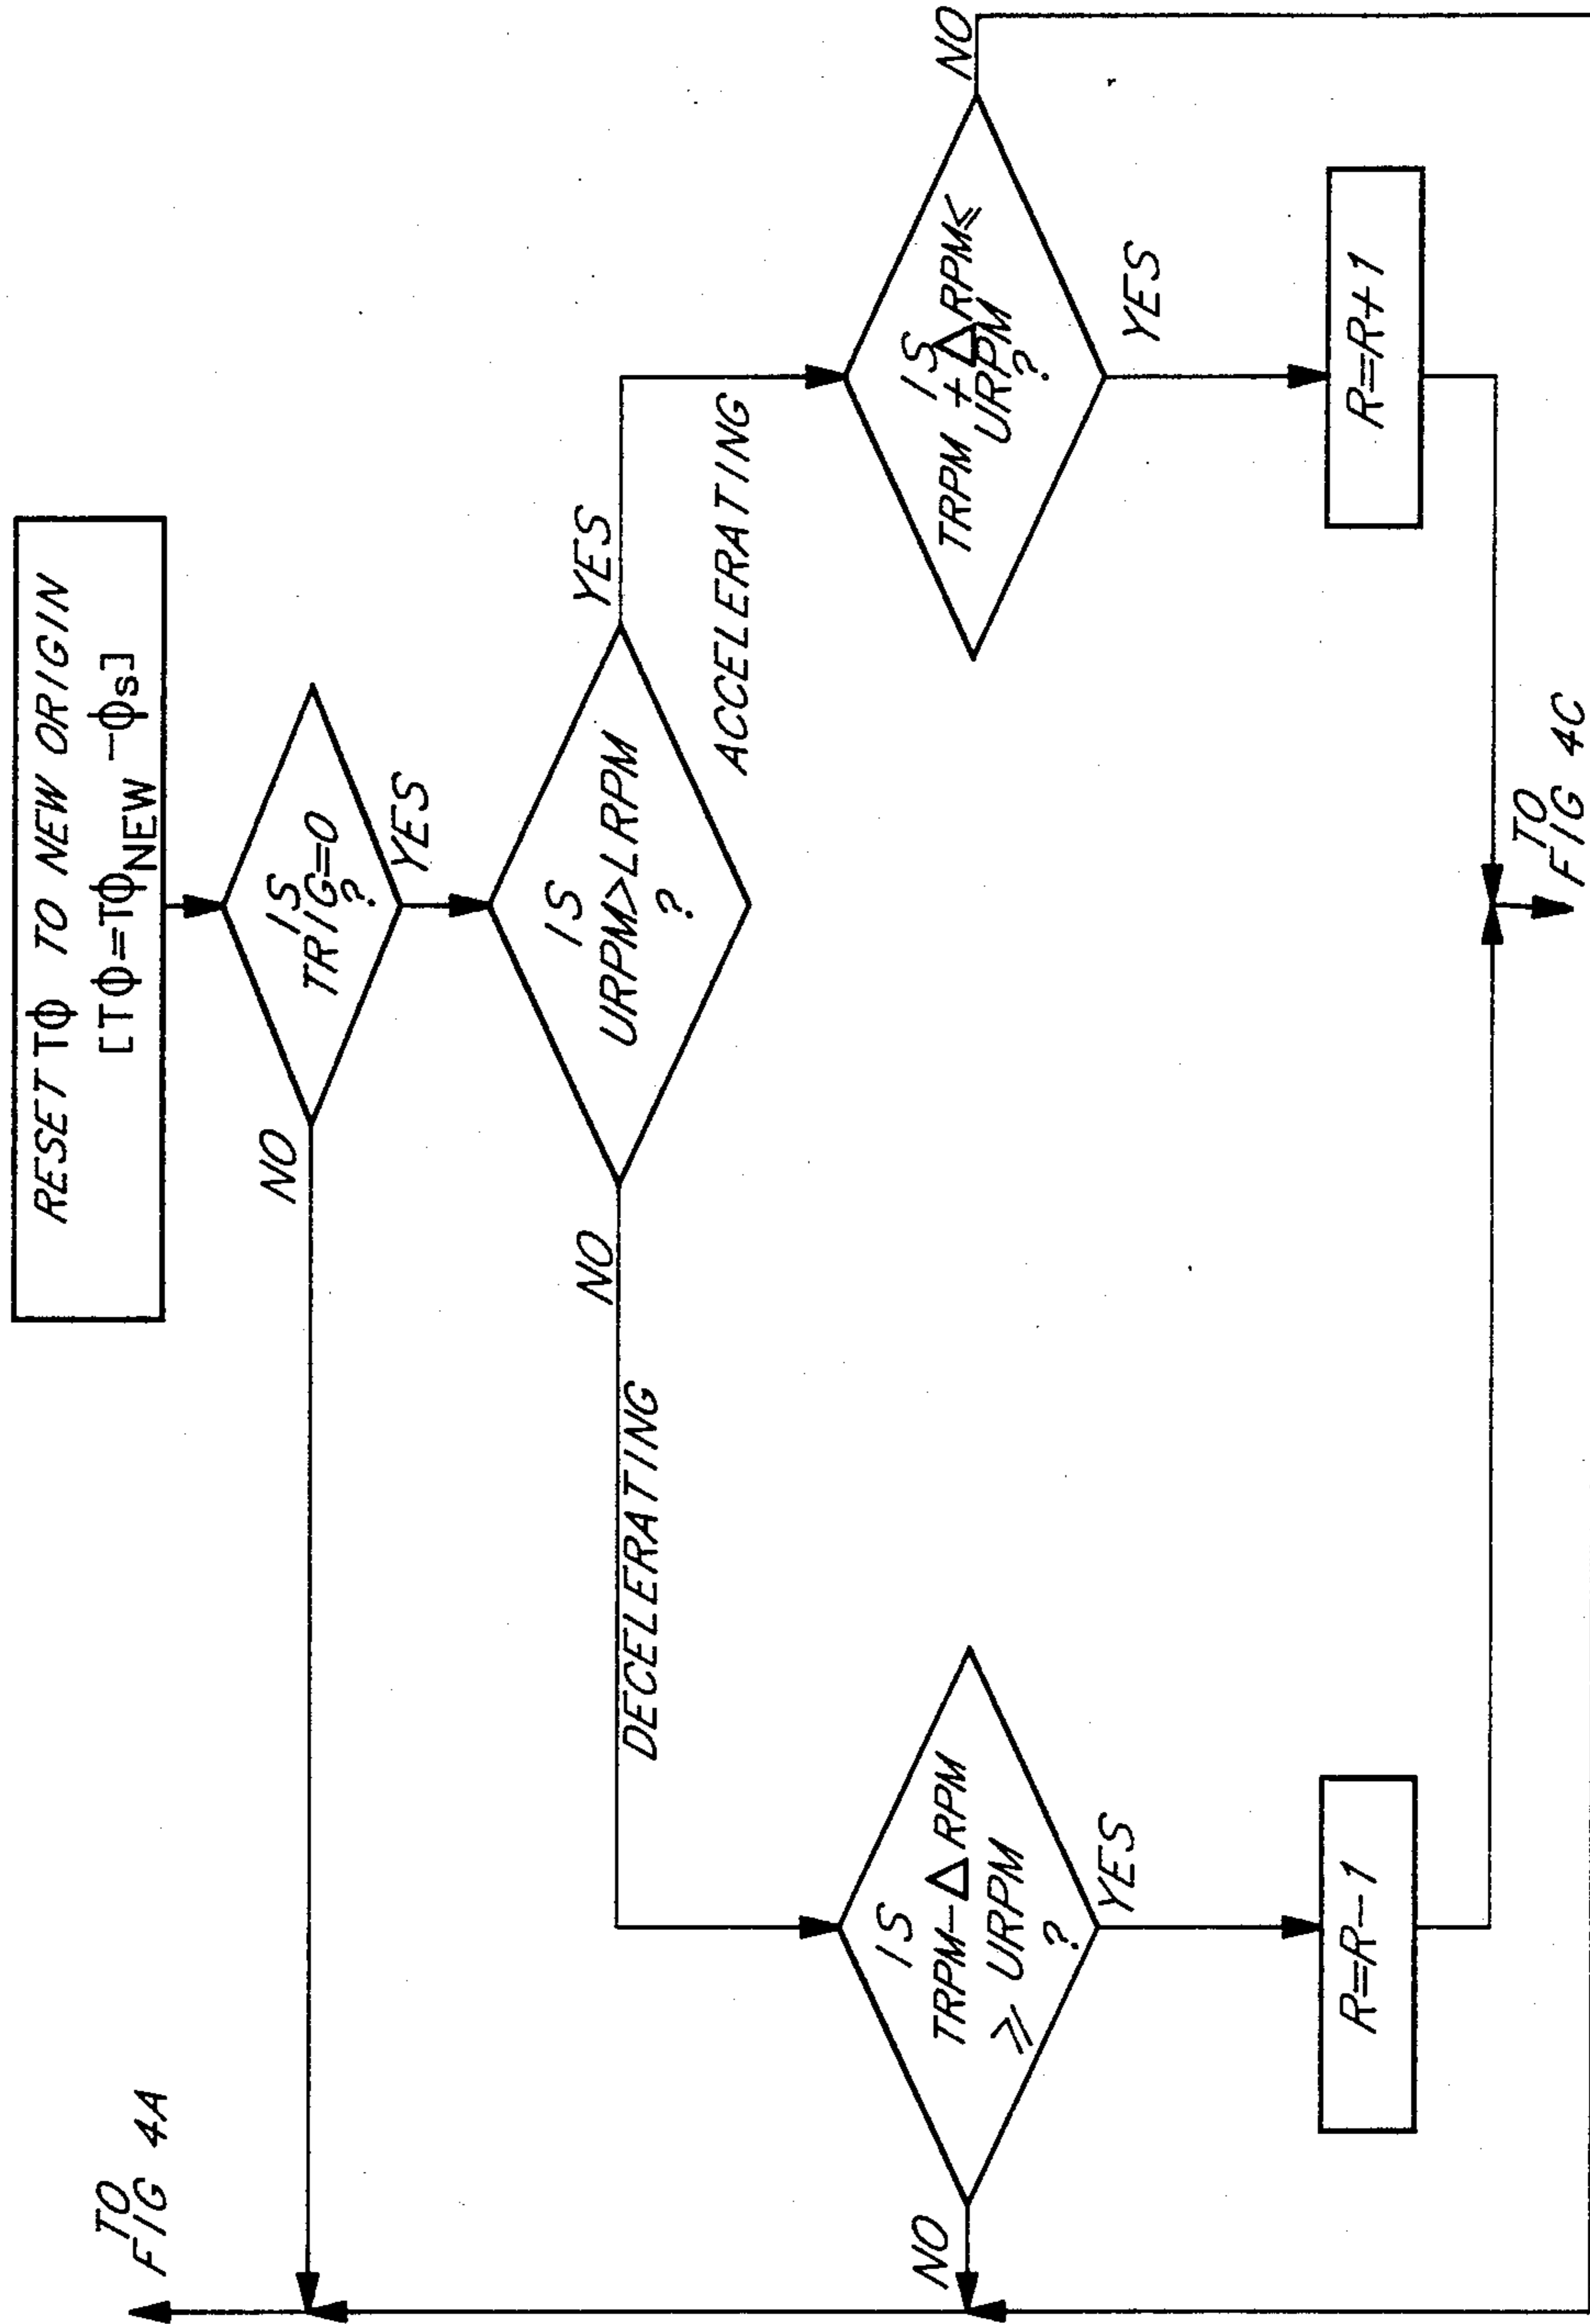 TO
FIG 4A
RESET TΦ TO NEW ORIGIN
[TΦ=TΦNEW -Φs]
NO
IS
TRIG=0
?
YES
NO
IS
URPM>LRPM
?
YES
DECELERATING
ACCELERATING
NO
IS
TRPM-ΔRPM
≥ URPM
?
YES
IS
TRPM +ΔRPM≤
URPM
?
NO
YES
R=R-1
R=R+1
TO
FIG 4C